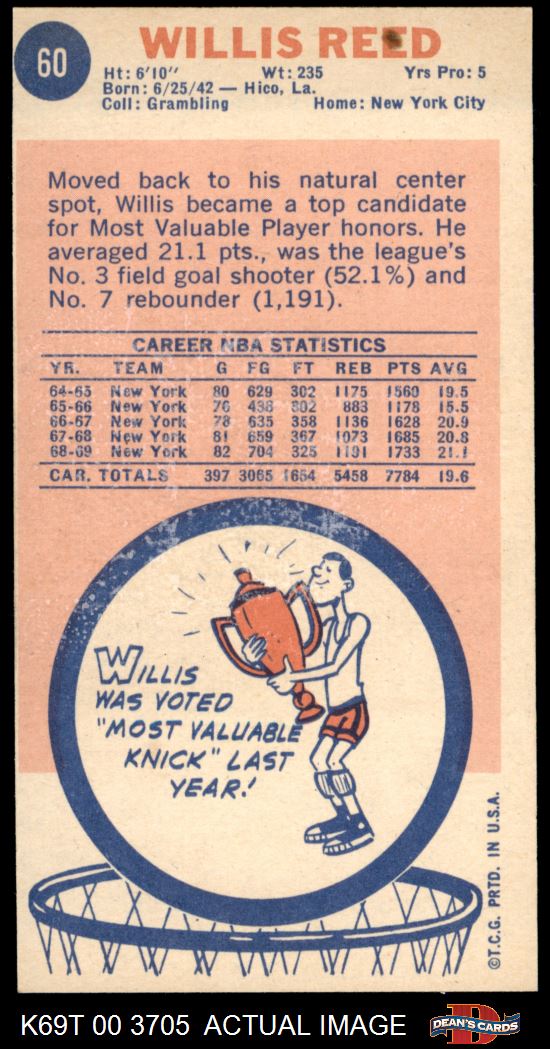 60
WILLIS REED
Ht: 6'10" Wt: 235 Yrs Pro: 5
Born: 6/25/42 — Hico, La.
Coll: Grambling Home: New York City
Moved back to his natural center
spot, Willis became a top candidate
for Most Valuable Player honors. He
averaged 21.1 pts., was the league's
No. 3 field goal shooter (52.1%) and
No. 7 rebounder (1,191).
CAREER NBA STATISTICS
YR. TEAM G FG FT REB PTS AVG
64-65 New York 80 629 302 1175 1560 19.5
65-66 New York 76 438 302 883 1178 15.5
66-67 New York 78 635 358 1136 1628 20.9
67-68 New York 81 659 367 1073 1685 20.8
68-69 New York 82 704 325 1191 1733 21.1
CAR. TOTALS 397 3065 1654 5458 7784 19.6
WILLIS
WAS VOTED
"MOST VALUABLE
KNICK" LAST
YEAR!
©T.C.G. PRTD. IN U.S.A.
K69T 00 3705 ACTUAL IMAGE
D
DEAN'S CARDS